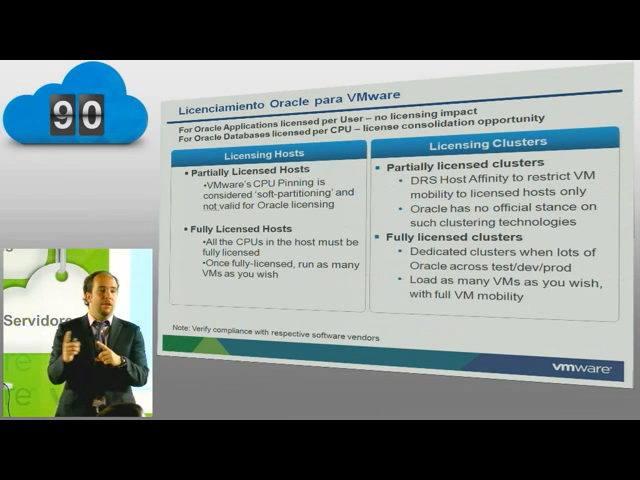 90
Licenciamiento Oracle para VMware
For Oracle Applications licensed per User – no licensing impact
For Oracle Databases licensed per CPU – license consolidation opportunity
Licensing Hosts
Partially Licensed Hosts
•VMware's CPU Pinning is
considered 'soft-partitioning' and
not valid for Oracle licensing
Fully Licensed Hosts
•All the CPUs in the host must be
fully licensed
•Once fully-licensed, run as many
VMs as you wish
Licensing Clusters
Partially licensed clusters
• DRS Host Affinity to restrict VM
mobility to licensed hosts only
• Oracle has no official stance on
such clustering technologies
Fully licensed clusters
• Dedicated clusters when lots of
Oracle across test/dev/prod
• Load as many VMs as you wish,
with full VM mobility
Note: Verify compliance with respective software vendors
vmware
Servidore